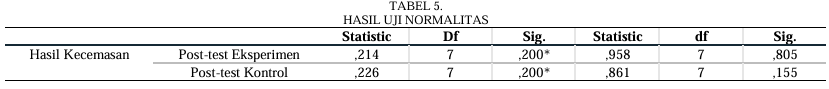 TABEL 5.
HASIL UJI NORMALITAS
Statistic Df Sig. Statistic df Sig.
Hasil Kecemasan Post-test Eksperimen ,214 7 ,200* ,958 7 ,805
Post-test Kontrol ,226 7 ,200* ,861 7 ,155